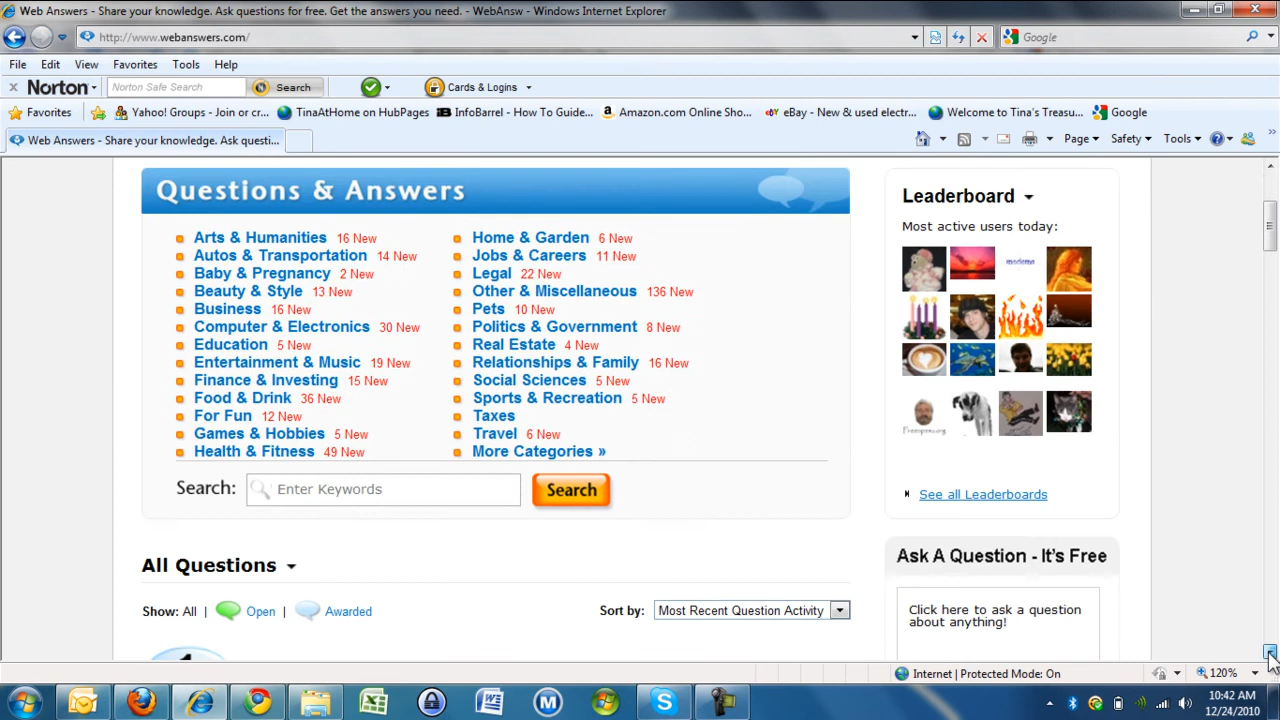 Web Answers - Share your knowledge. Ask questions for free. Get the answers you need. - WebAnsw - Windows Internet Explorer
http://www.webanswers.com/
Google
File Edit View Favorites Tools Help
Norton Norton Safe Search Search Cards & Logins
Favorites Yahoo! Groups - Join or cr... TinaAtHome on HubPages InfoBarrel - How To Guide... Amazon.com Online Sho... eBay - New & used electr... Welcome to Tina's Treasu... Google
Web Answers - Share your knowledge. Ask questi...
Page Safety Tools
Questions & Answers
Arts & Humanities 16 New
Autos & Transportation 14 New
Baby & Pregnancy 2 New
Beauty & Style 13 New
Business 16 New
Computer & Electronics 30 New
Education 5 New
Entertainment & Music 19 New
Finance & Investing 15 New
Food & Drink 36 New
For Fun 12 New
Games & Hobbies 5 New
Health & Fitness 49 New
Home & Garden 6 New
Jobs & Careers 11 New
Legal 22 New
Other & Miscellaneous 136 New
Pets 10 New
Politics & Government 8 New
Real Estate 4 New
Relationships & Family 16 New
Social Sciences 5 New
Sports & Recreation 5 New
Taxes
Travel 6 New
More Categories »
Search: Enter Keywords Search
Leaderboard
Most active users today:
See all Leaderboards
All Questions
Show: All | Open | Awarded
Sort by: Most Recent Question Activity
Ask A Question - It's Free
Click here to ask a question
about anything!
Internet | Protected Mode: On
120%
10:42 AM
12/24/2010